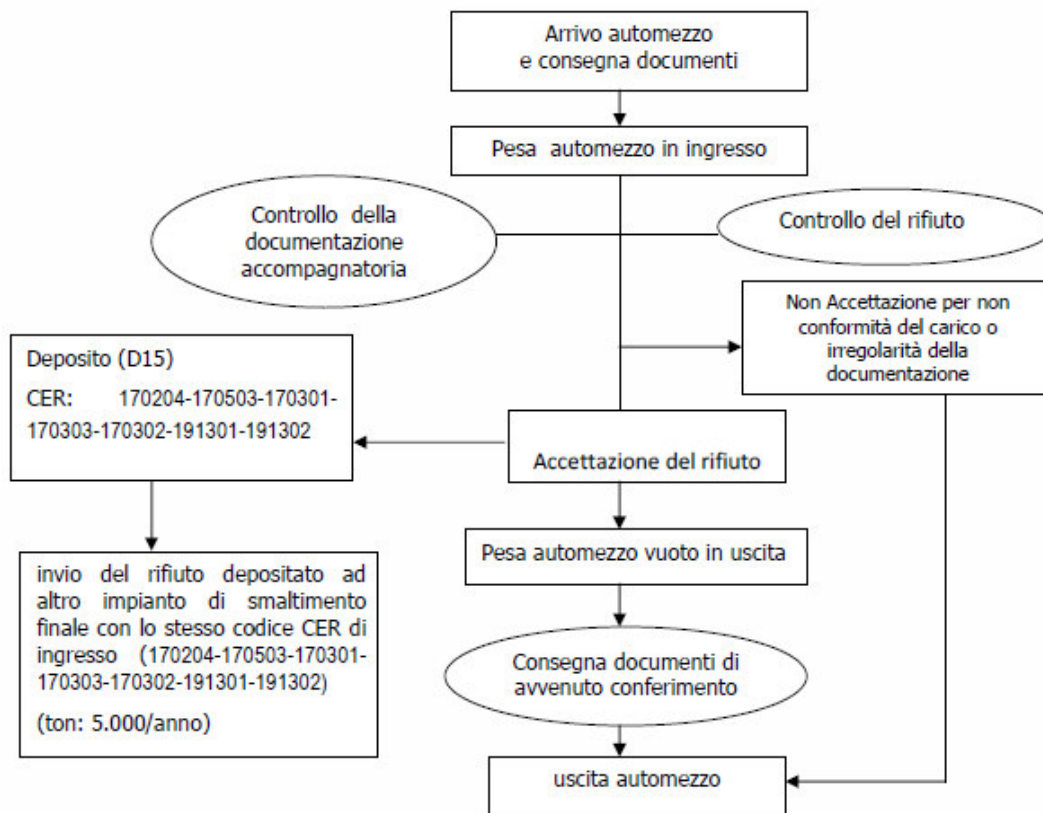 Arrivo automezzo
e consegna documenti
Pesa automezzo in ingresso
Controllo della
documentazione
accompagnatoria
Controllo del rifiuto
Non Accettazione per non
conformità del carico o
irregolarità della
documentazione
Deposito (D15)
CER: 170204-170503-170301-
170303-170302-191301-191302
Accettazione del rifiuto
Pesa automezzo vuoto in uscita
invio del rifiuto depositato ad
altro impianto di smaltimento
finale con lo stesso codice CER di
ingresso (170204-170503-170301-
170303-170302-191301-191302)
(ton: 5.000/anno)
Consegna documenti di
avvenuto conferimento
uscita automezzo